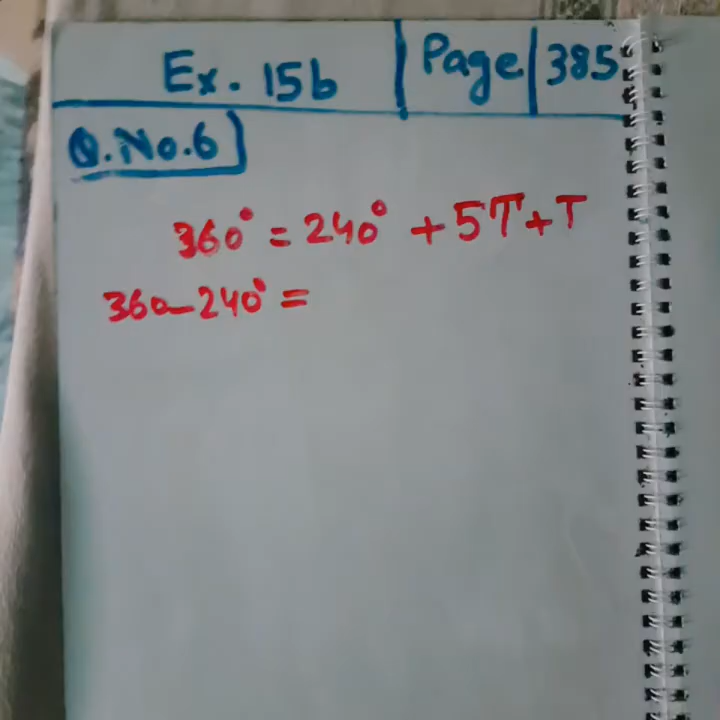 Ex. 15b Page 385
Q.No.6
360° = 240° + 5T + T
360 - 240° =